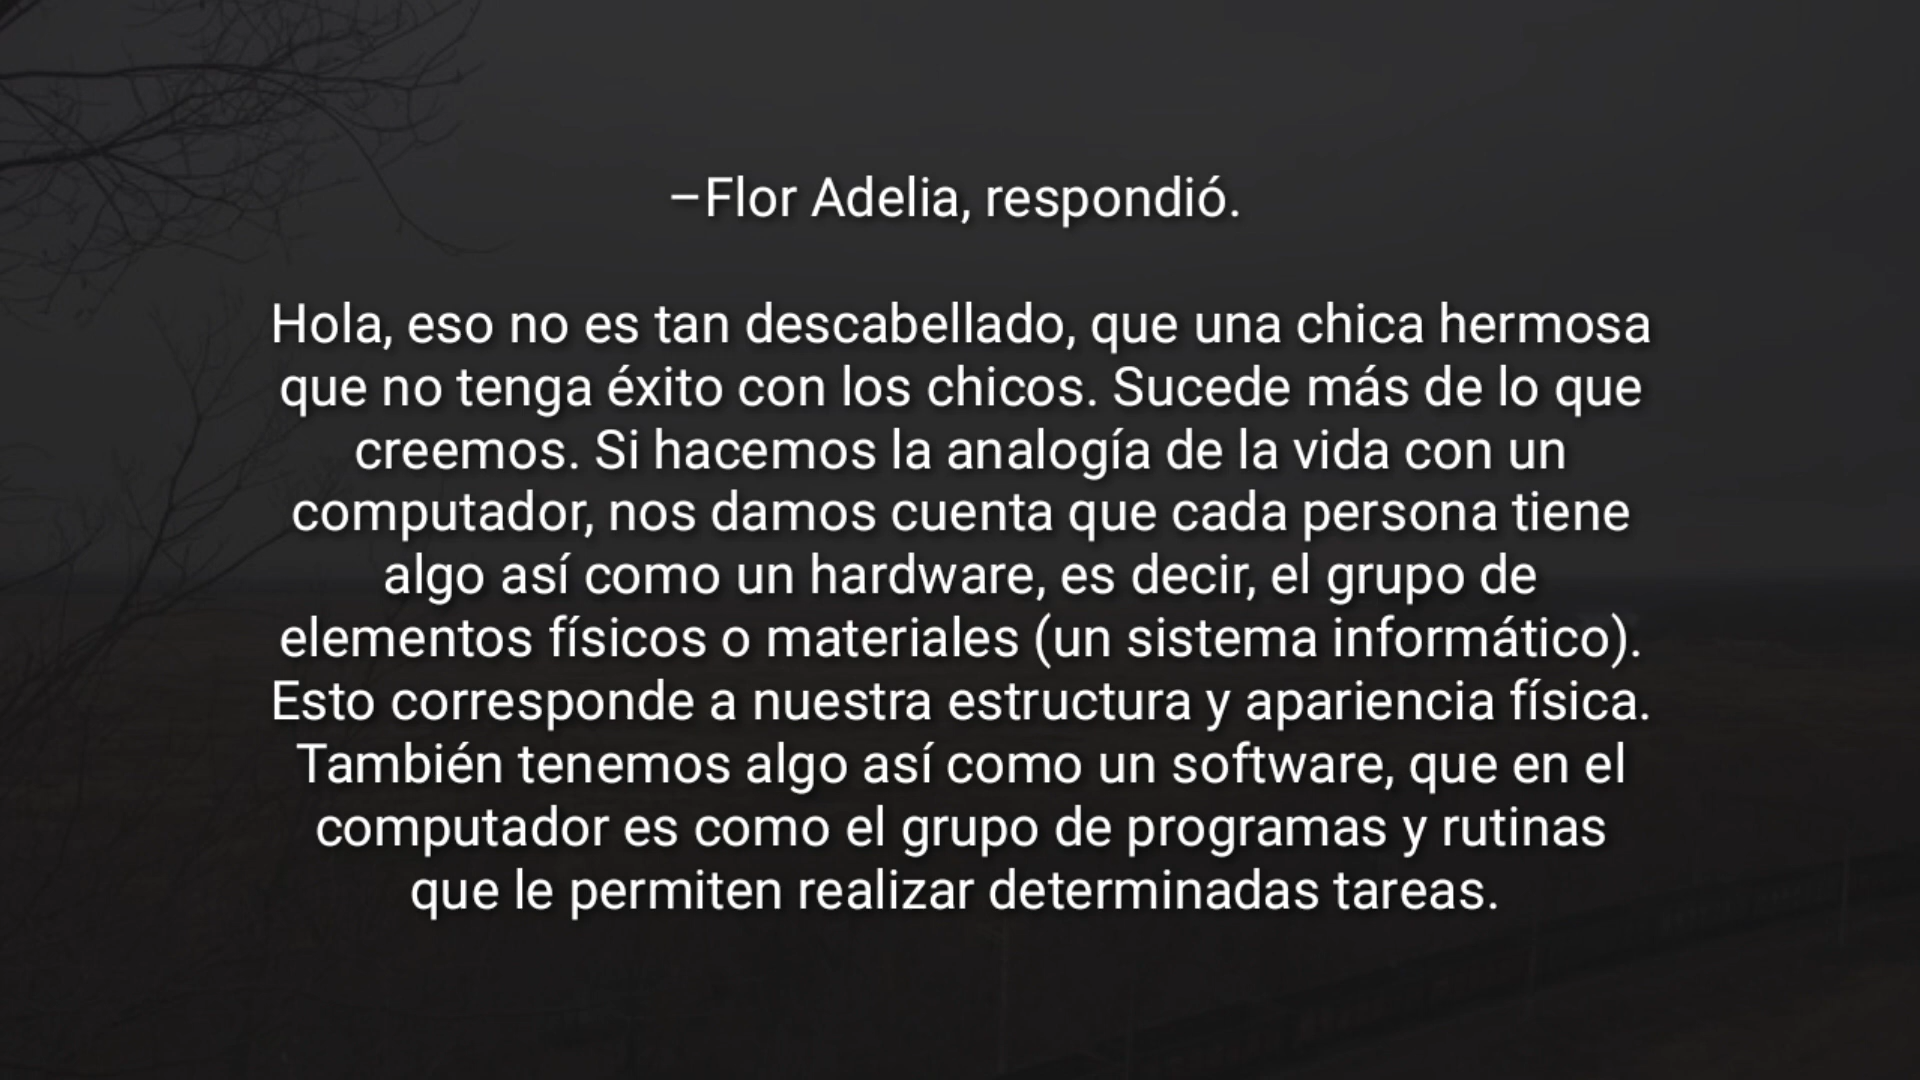 –Flor Adelia, respondió.
Hola, eso no es tan descabellado, que una chica hermosa
que no tenga éxito con los chicos. Sucede más de lo que
creemos. Si hacemos la analogía de la vida con un
computador, nos damos cuenta que cada persona tiene
algo así como un hardware, es decir, el grupo de
elementos físicos o materiales (un sistema informático).
Esto corresponde a nuestra estructura y apariencia física.
También tenemos algo así como un software, que en el
computador es como el grupo de programas y rutinas
que le permiten realizar determinadas tareas.